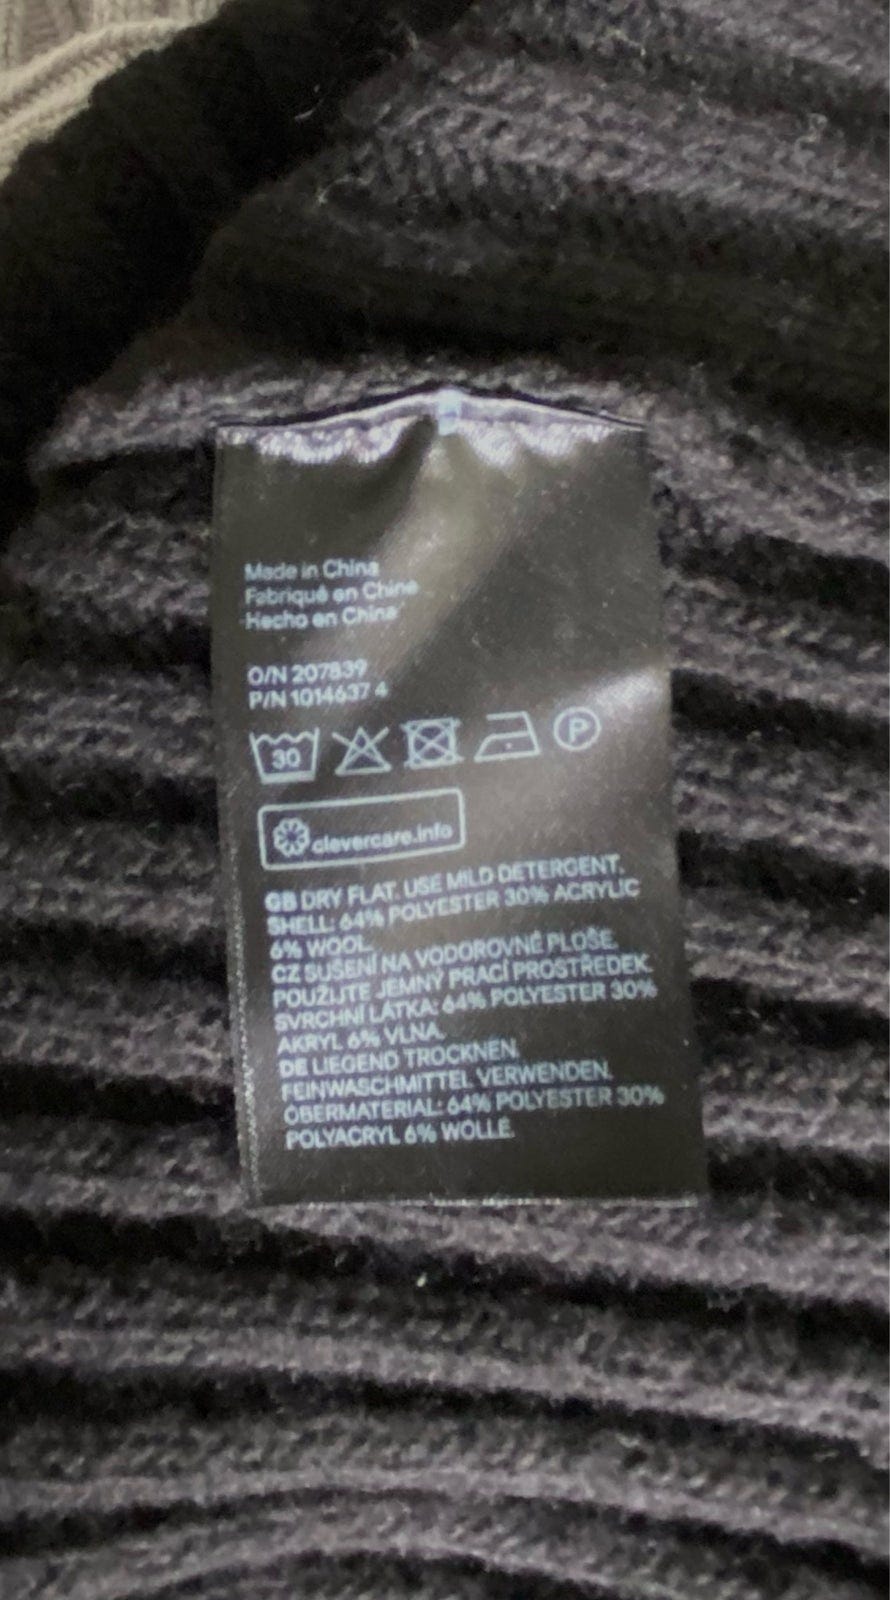 Made in China
Fabriqué en Chine
Hecho en China
O/N 207839
P/N 1014637 4
30 P
clevercare.info
GB DRY FLAT. USE MILD DETERGENT.
SHELL: 64% POLYESTER 30% ACRYLIC
6% WOOL.
CZ SUŠENÍ NA VODOROVNÉ PLOŠE.
POUŽIJTE JEMNÝ PRACÍ PROSTŘEDEK.
SVRCHNÍ LÁTKA: 64% POLYESTER 30%
AKRYL 6% VLNA.
DE LIEGEND TROCKNEN.
FEINWASCHMITTEL VERWENDEN.
OBERMATERIAL: 64% POLYESTER 30%
POLYACRYL 6% WOLLE.